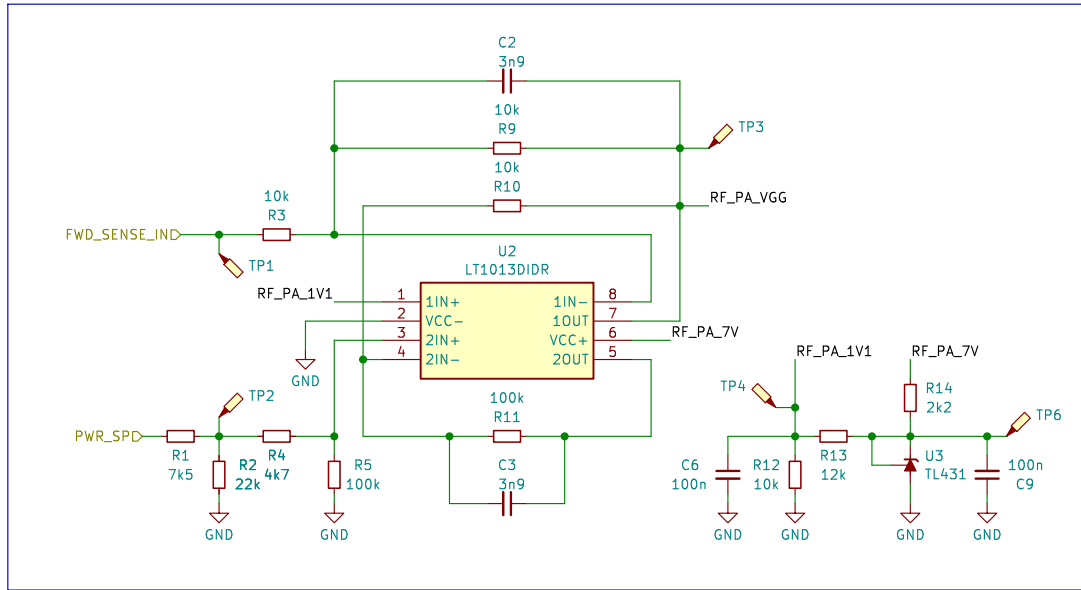 C2
3n9
10k
R9
TP3
10k
R10
RF_PA_VGG
10k
R3
FWD_SENSE_IN
TP1
U2
LT1013DIDR
RF_PA_1V1
1 1IN+ 1IN- 8
2 VCC- 1OUT 7
3 2IN+ VCC+ 6
4 2IN- 2OUT 5
RF_PA_7V
GND
RF_PA_1V1 RF_PA_7V
TP4
R14
2k2
TP6
TP2
100k
R11
PWR_SP
R1
7k5
R2
22k
R4
4k7
R5
100k
C3
3n9
GND
GND
C6
100n
R12
10k
R13
12k
U3
TL431
100n
C9
GND
GND
GND
GND